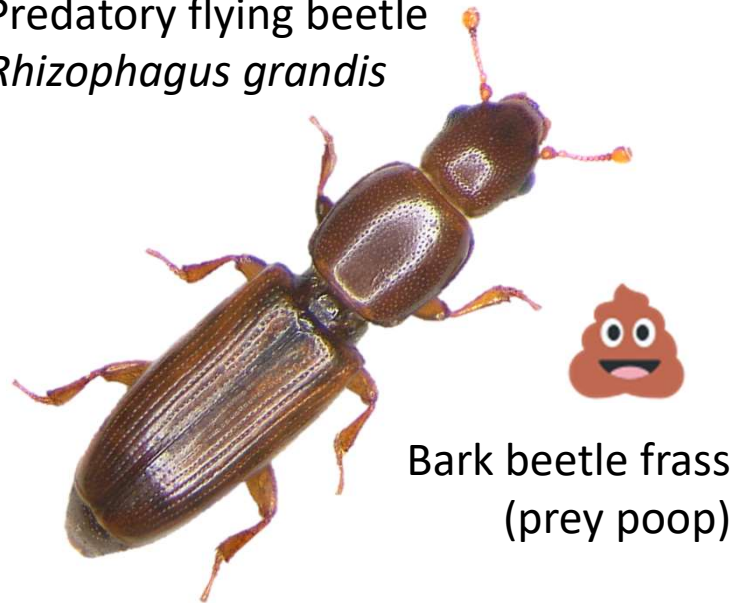 Predatory flying beetle
Rhizophagus grandis
Bark beetle frass
(prey poop)